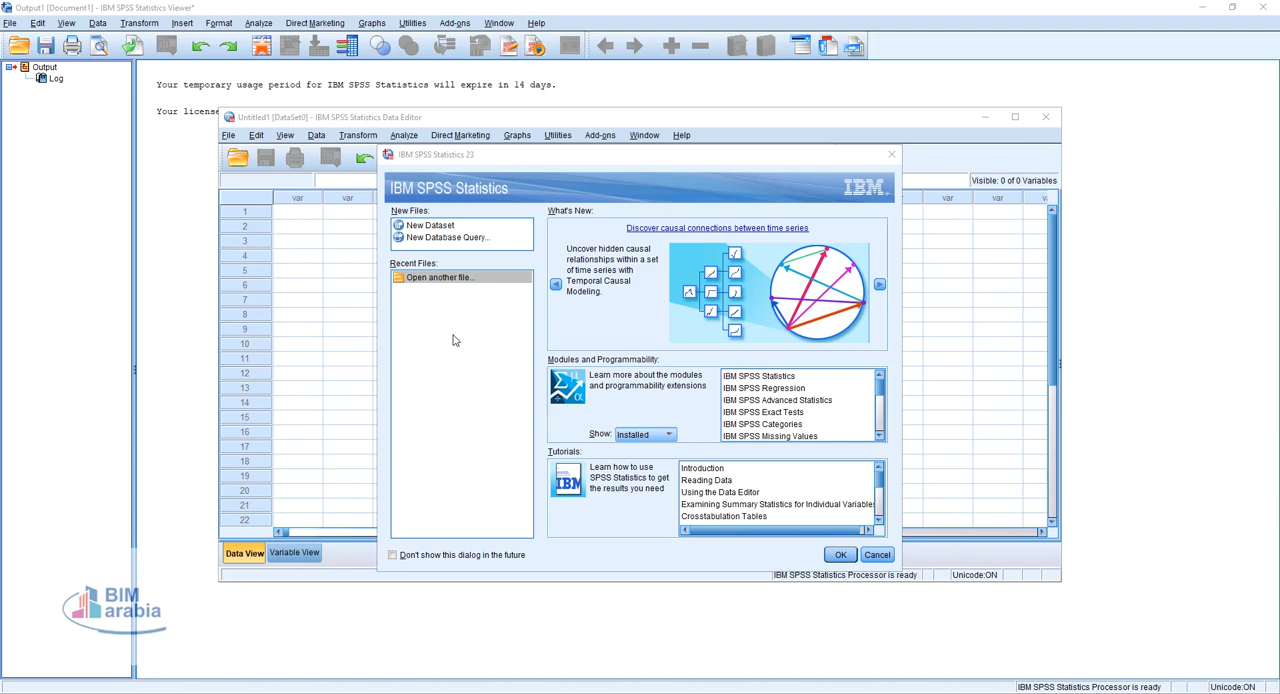 Output1 [Document1] - IBM SPSS Statistics Viewer*
File Edit View Data Transform Insert Format Analyze Direct Marketing Graphs Utilities Add-ons Window Help
Output
Log
Your temporary usage period for IBM SPSS Statistics will expire in 14 days.
Your license
Untitled1 [DataSet0] - IBM SPSS Statistics Data Editor
File Edit View Data Transform Analyze Direct Marketing Graphs Utilities Add-ons Window Help
IBM SPSS Statistics 23
Visible: 0 of 0 Variables
IBM SPSS Statistics
IBM
var var var var
1
2
3
4
5
6
7
8
9
10
11
12
13
14
15
16
17
18
19
20
21
22
New Files:
New Dataset
New Database Query...
Recent Files:
Open another file...
What's New:
Discover causal connections between time series
Uncover hidden causal
relationships within a set
of time series with
Temporal Causal
Modeling.
Modules and Programmability:
Learn more about the modules
and programmability extensions
Show: Installed
IBM SPSS Statistics
IBM SPSS Regression
IBM SPSS Advanced Statistics
IBM SPSS Exact Tests
IBM SPSS Categories
IBM SPSS Missing Values
Tutorials:
IBM
Learn how to use
SPSS Statistics to get
the results you need
Introduction
Reading Data
Using the Data Editor
Examining Summary Statistics for Individual Variables
Crosstabulation Tables
Don't show this dialog in the future
OK Cancel
Data View Variable View
IBM SPSS Statistics Processor is ready Unicode:ON
BIM
arabia
IBM SPSS Statistics Processor is ready Unicode:ON